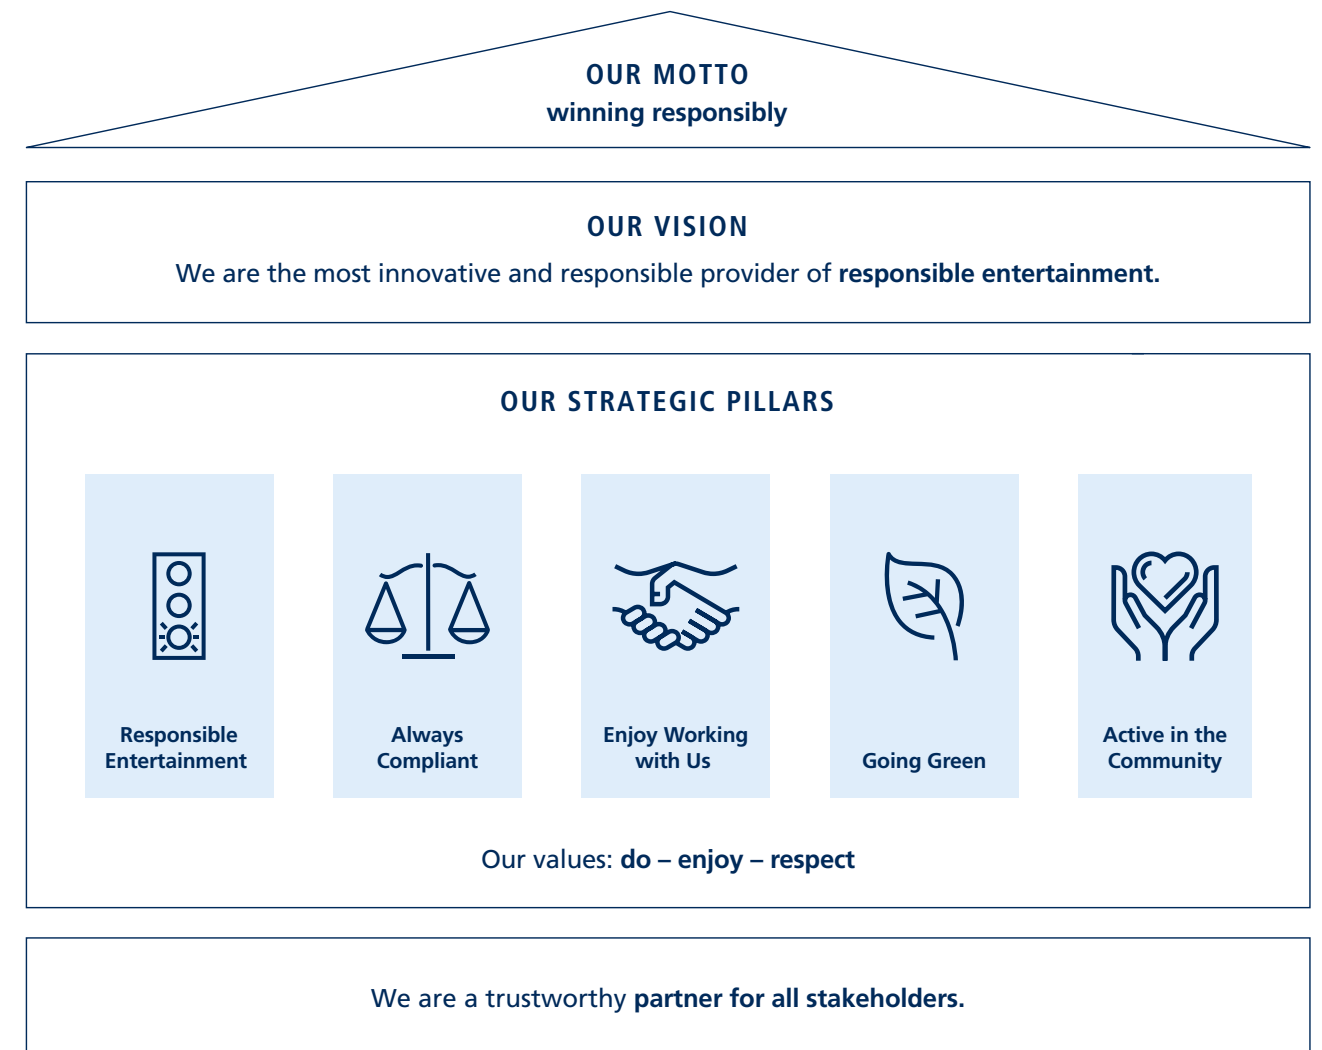 OUR MOTTO
winning responsibly
OUR VISION
We are the most innovative and responsible provider of responsible entertainment.
OUR STRATEGIC PILLARS
Responsible
Entertainment
Always
Compliant
Enjoy Working
with Us
Going Green
Active in the
Community
Our values: do – enjoy – respect
We are a trustworthy partner for all stakeholders.